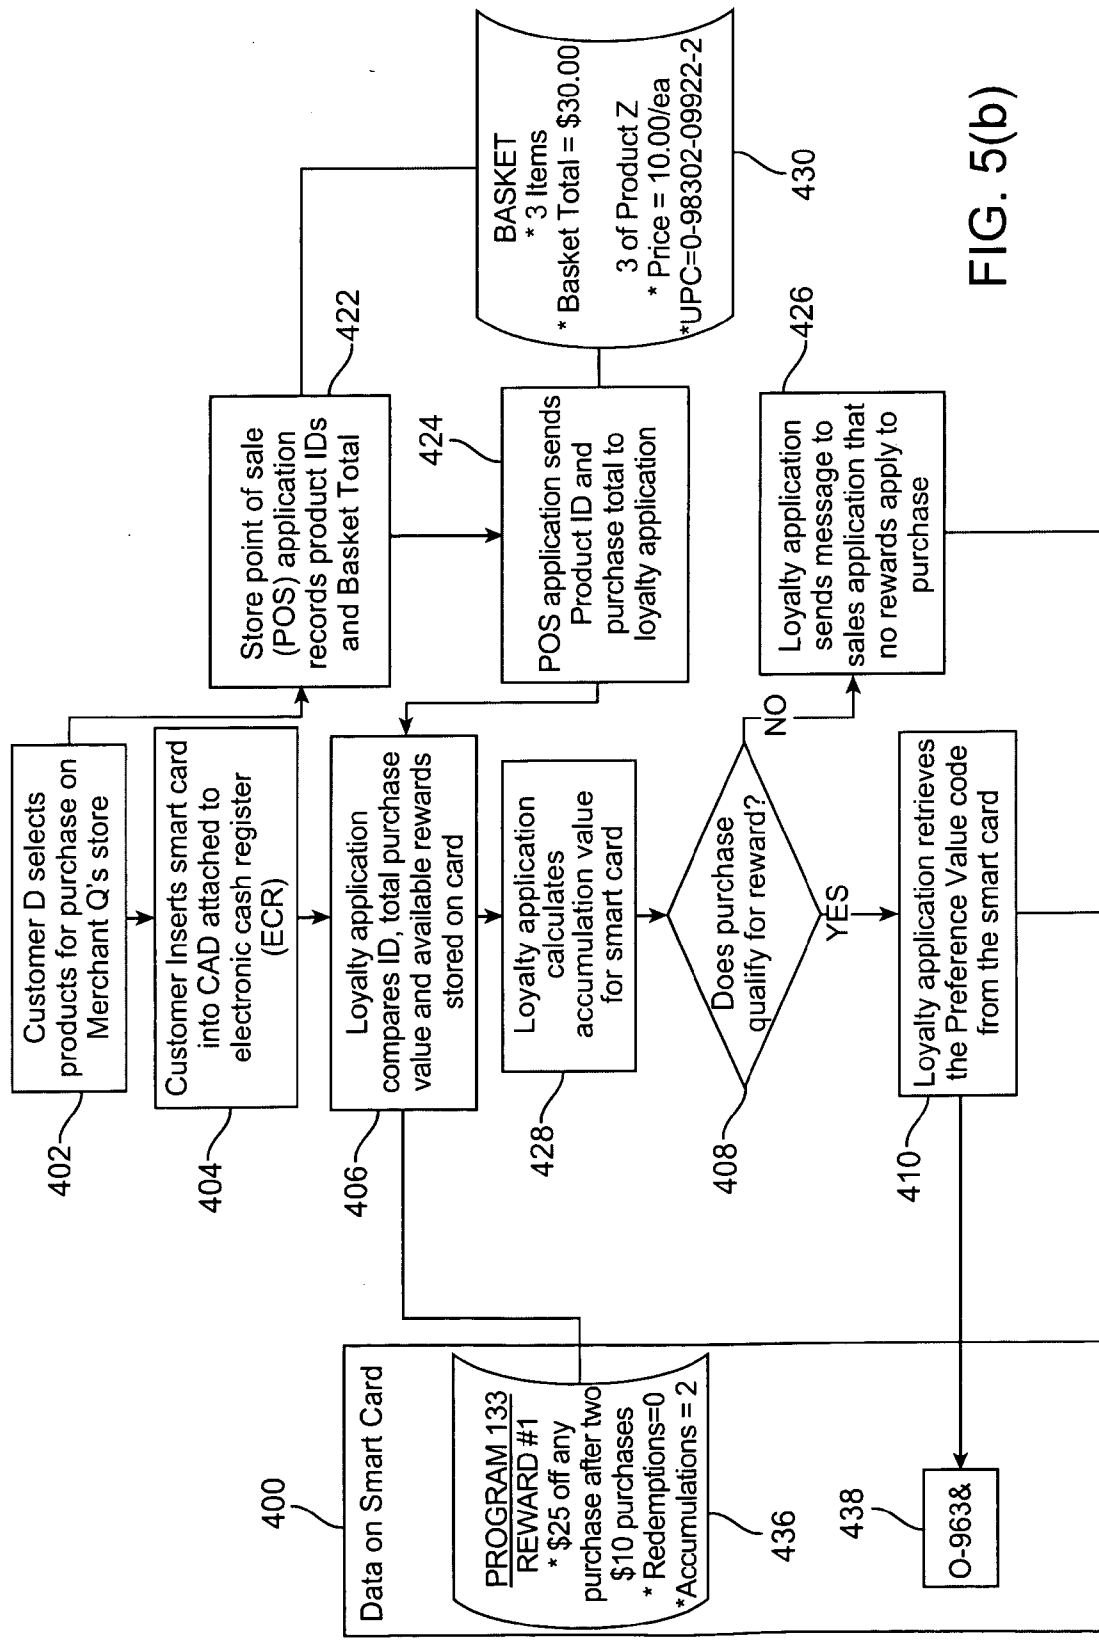 402
Customer D selects
products for purchase on
Merchant Q's store
404
Customer Inserts smart card
into CAD attached to
electronic cash register
(ECR)
422
Store point of sale
(POS) application
records product IDs
and Basket Total
424
POS application sends
Product ID and
purchase total to
loyalty application
BASKET
* 3 Items
* Basket Total = $30.00
3 of Product Z
* Price = 10.00/ea
*UPC=0-98302-09922-2
430
406
Loyalty application
compares ID, total purchase
value and available rewards
stored on card
428
Loyalty application
calculates
accumulation value
for smart card
408
Does purchase
qualify for reward?
NO
YES
426
Loyalty application
sends message to
sales application that
no rewards apply to
purchase
410
Loyalty application retrieves
the Preference Value code
from the smart card
400
Data on Smart Card
PROGRAM 133
REWARD #1
* $25 off any
purchase after two
$10 purchases
* Redemptions=0
*Accumulations = 2
436
438
O-963&
FIG. 5(b)